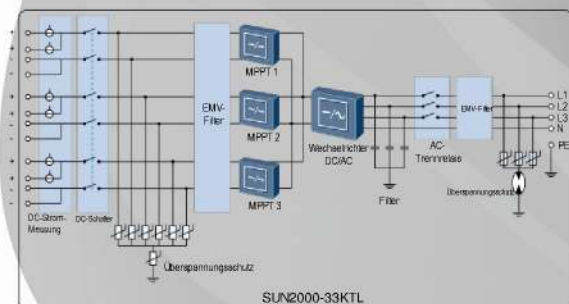 MPPT 1
EMV-
Filter
MPPT 2
MPPT 3
Wechselrichter
DC/AC
Filter
AC-
Trennrelais
EMV-Filter
L1
L2
L3
N
PE
Überspannungsschutz
DC-Strom-
Messung
DC-Schalter
Überspannungsschutz
SUN2000-33KTL